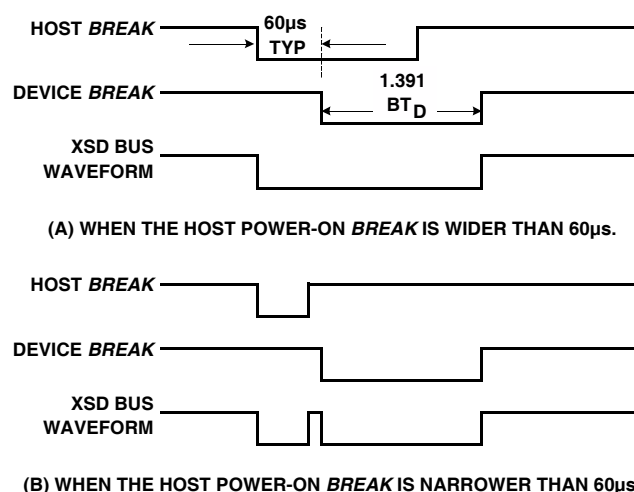 HOST BREAK
60µs
TYP
DEVICE BREAK
1.391
BTD
XSD BUS
WAVEFORM
(A) WHEN THE HOST POWER-ON BREAK IS WIDER THAN 60µs.
HOST BREAK
DEVICE BREAK
XSD BUS
WAVEFORM
(B) WHEN THE HOST POWER-ON BREAK IS NARROWER THAN 60µs